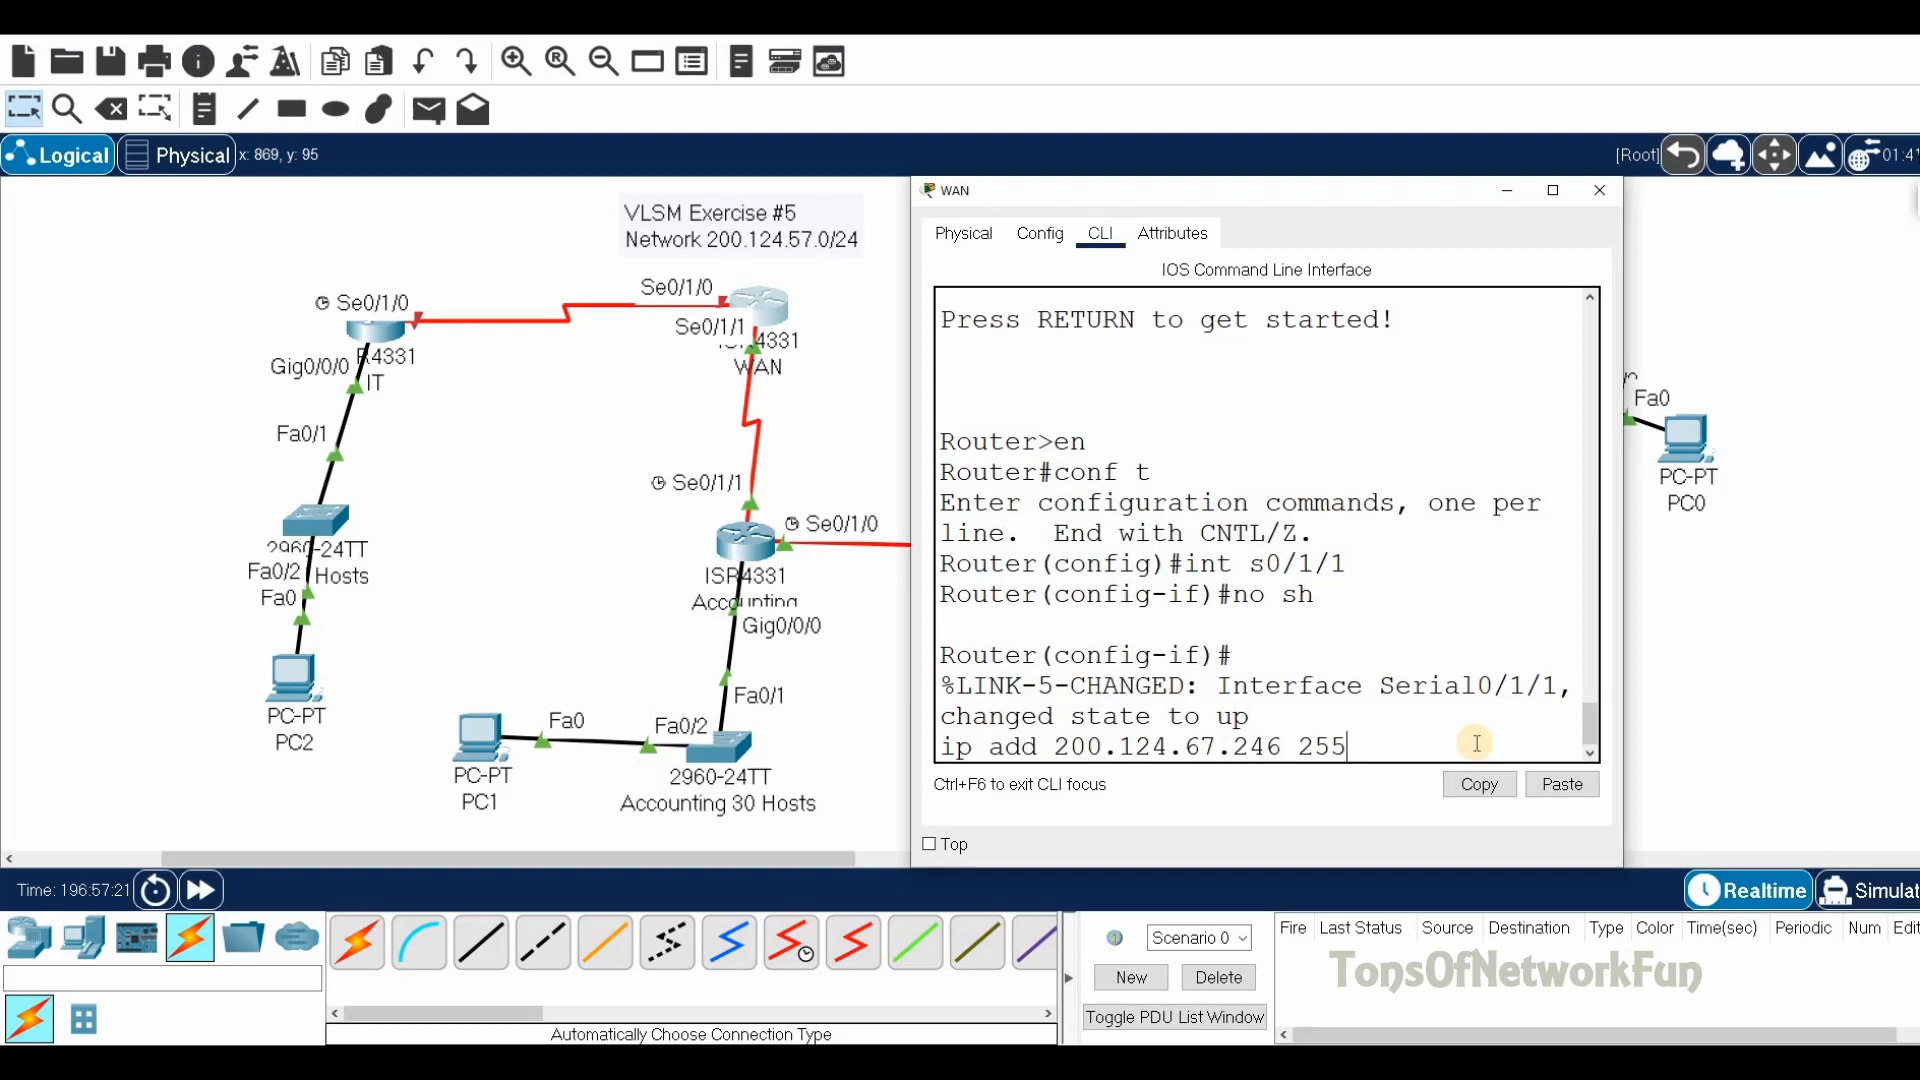 Logical
Physical
x: 869, y: 95
[Root]
VLSM Exercise #5
Network 200.124.57.0/24
Se0/1/0
Se0/1/0
Se0/1/1
4331
WAN
R4331
IT
Gig0/0/0
Fa0/1
Se0/1/1
Se0/1/0
ISR4331
Accounting
Gig0/0/0
2960-24TT
Fa0/2
Hosts
Fa0
Fa0/1
PC-PT
PC2
Fa0
Fa0/2
PC-PT
PC1
2960-24TT
Accounting 30 Hosts
Fa0
PC-PT
PC0
WAN
Physical
Config
CLI
Attributes
IOS Command Line Interface
Press RETURN to get started!
Router>en
Router#conf t
Enter configuration commands, one per
line.  End with CNTL/Z.
Router(config)#int s0/1/1
Router(config-if)#no sh
Router(config-if)#
%LINK-5-CHANGED: Interface Serial0/1/1,
changed state to up
ip add 200.124.67.246 255
Ctrl+F6 to exit CLI focus
Copy
Paste
Top
Time: 196:57:21
Realtime
Simulat
Scenario 0
New
Delete
Toggle PDU List Window
Fire
Last Status
Source
Destination
Type
Color
Time(sec)
Periodic
Num
Edit
TonsOfNetworkFun
Automatically Choose Connection Type